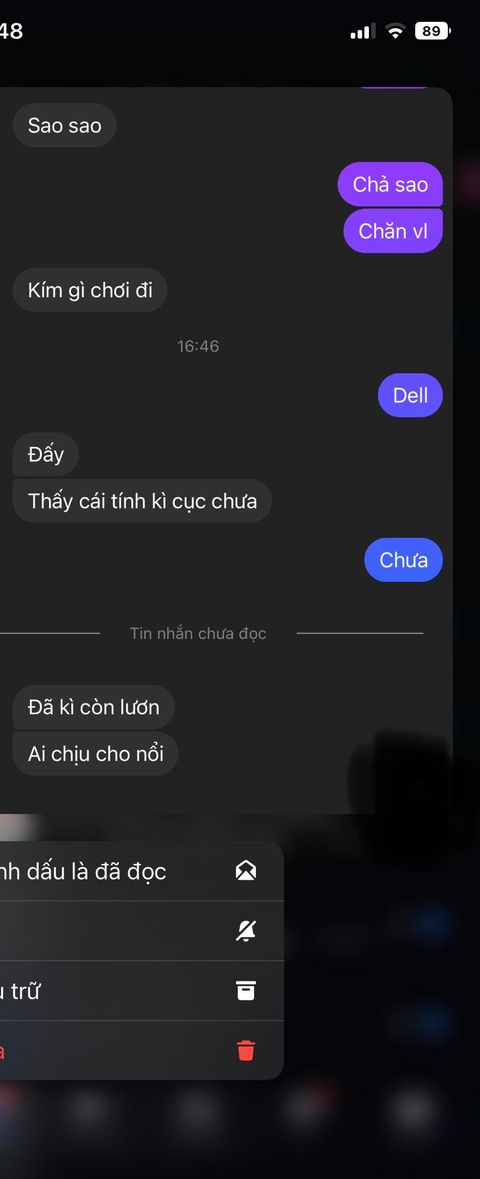 48
89
Sao sao
Chả sao
Chăn vl
Kím gì chơi đi
16:46
Dell
Đấy
Thấy cái tính kì cục chưa
Chưa
Tin nhắn chưa đọc
Đã kì còn lươn
Ai chịu cho nổi
nh dấu là đã đọc
trữ